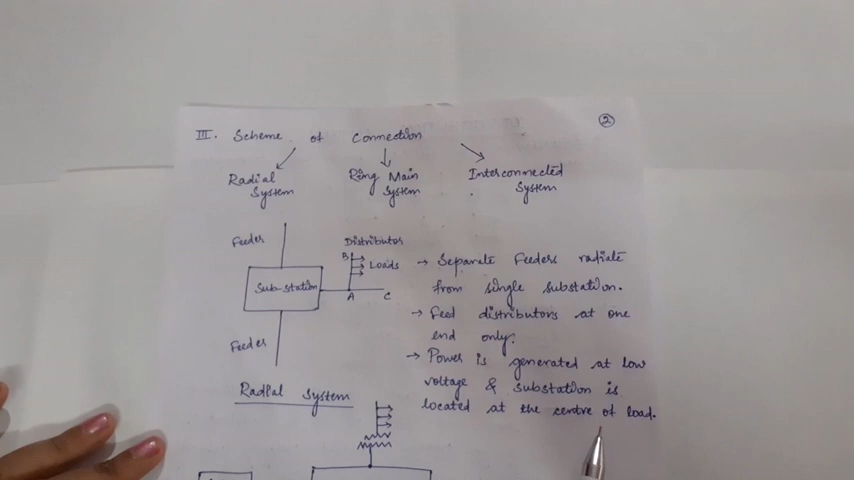 2
III. Scheme of Connection
Radial System
Ring Main System
Interconnected System
Feeder
Distributor
B
Loads
Sub-station
A
C
Feeder
Radial System
→ Separate Feeders radiate
from single substation.
→ Feed distributors at one
end only.
→ Power is generated at low
voltage & substation is
located at the centre of load.